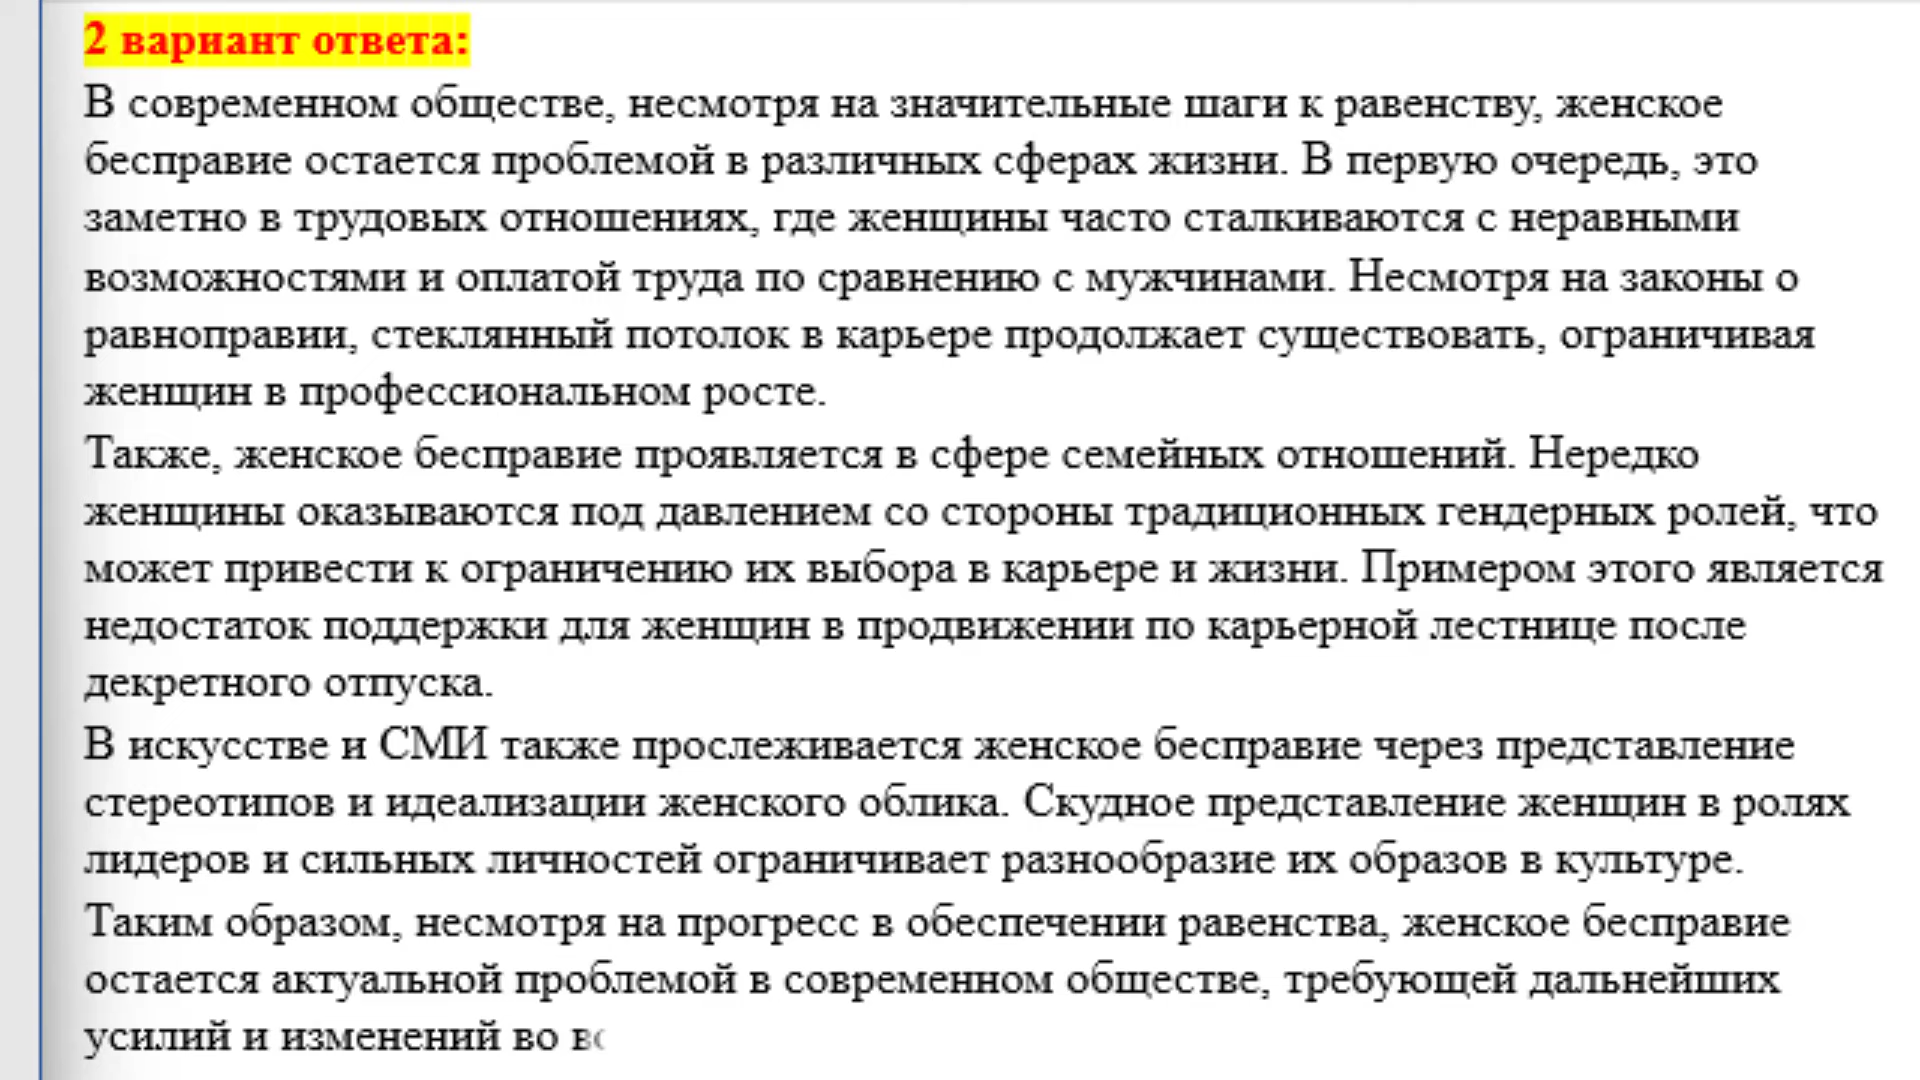 2 вариант ответа:
В современном обществе, несмотря на значительные шаги к равенству, женское
бесправие остается проблемой в различных сферах жизни. В первую очередь, это
заметно в трудовых отношениях, где женщины часто сталкиваются с неравными
возможностями и оплатой труда по сравнению с мужчинами. Несмотря на законы о
равноправии, стеклянный потолок в карьере продолжает существовать, ограничивая
женщин в профессиональном росте.
Также, женское бесправие проявляется в сфере семейных отношений. Нередко
женщины оказываются под давлением со стороны традиционных гендерных ролей, что
может привести к ограничению их выбора в карьере и жизни. Примером этого является
недостаток поддержки для женщин в продвижении по карьерной лестнице после
декретного отпуска.
В искусстве и СМИ также прослеживается женское бесправие через представление
стереотипов и идеализации женского облика. Скудное представление женщин в ролях
лидеров и сильных личностей ограничивает разнообразие их образов в культуре.
Таким образом, несмотря на прогресс в обеспечении равенства, женское бесправие
остается актуальной проблемой в современном обществе, требующей дальнейших
усилий и изменений во